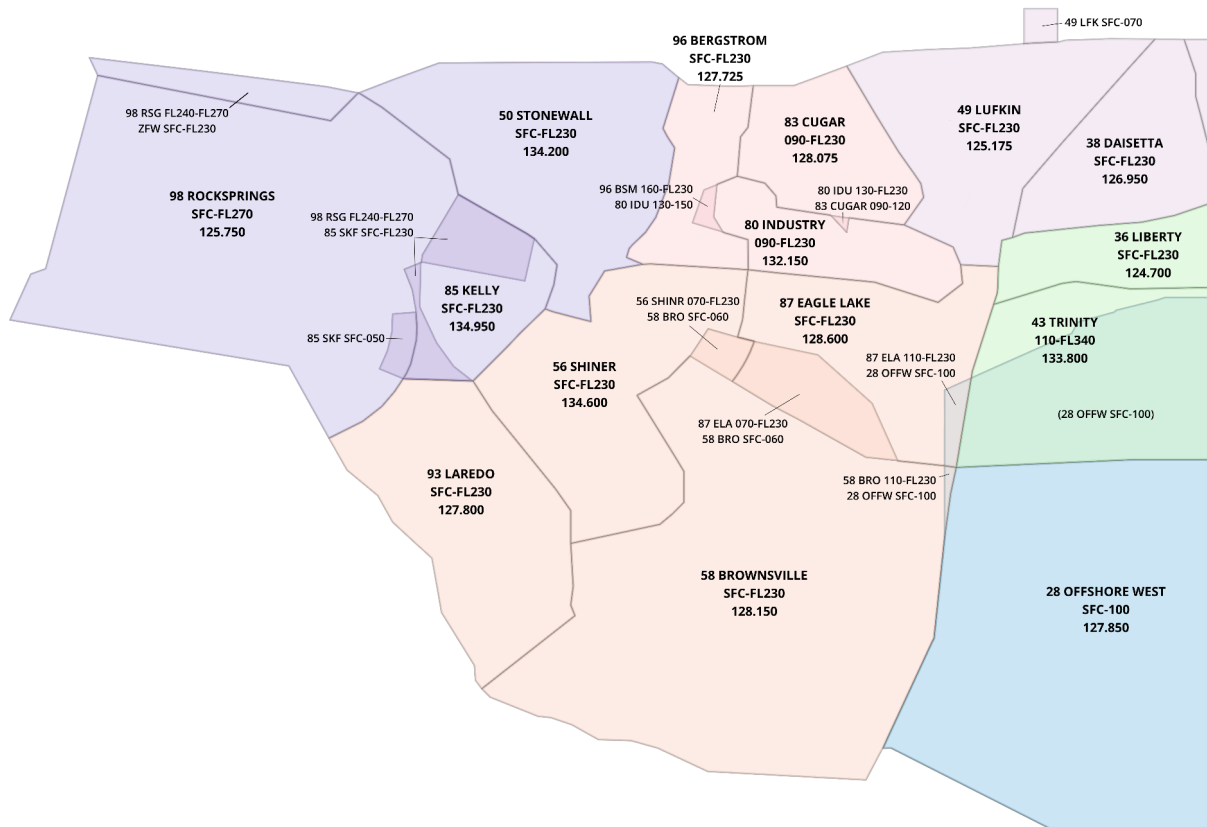 49 LFK SFC-070
96 BERGSTROM
SFC-FL230
127.725
98 RSG FL240-FL270
ZFW SFC-FL230
50 STONEWALL
SFC-FL230
134.200
83 CUGAR
090-FL230
128.075
49 LUFKIN
SFC-FL230
125.175
38 DAISETTA
SFC-FL230
126.950
98 ROCKSPRINGS
SFC-FL270
125.750
98 RSG FL240-FL270
85 SKF SFC-FL230
96 BSM 160-FL230
80 IDU 130-150
80 IDU 130-FL230
83 CUGAR 090-120
80 INDUSTRY
090-FL230
132.150
36 LIBERTY
SFC-FL230
124.700
85 KELLY
SFC-FL230
134.950
56 SHINR 070-FL230
58 BRO SFC-060
87 EAGLE LAKE
SFC-FL230
128.600
43 TRINITY
110-FL340
133.800
85 SKF SFC-050
56 SHINER
SFC-FL230
134.600
87 ELA 110-FL230
28 OFFW SFC-100
(28 OFFW SFC-100)
87 ELA 070-FL230
58 BRO SFC-060
93 LAREDO
SFC-FL230
127.800
58 BRO 110-FL230
28 OFFW SFC-100
58 BROWNSVILLE
SFC-FL230
128.150
28 OFFSHORE WEST
SFC-100
127.850